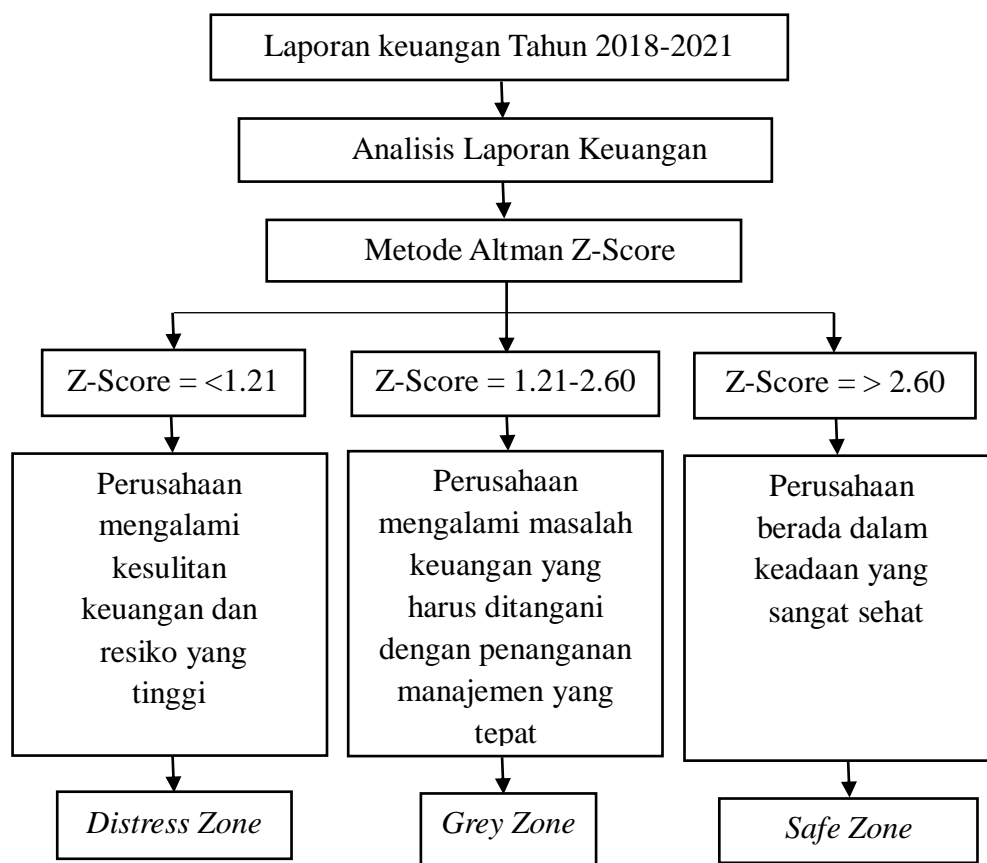 Laporan keuangan Tahun 2018-2021
Analisis Laporan Keuangan
Metode Altman Z-Score
Z-Score = <1.21
Z-Score = 1.21-2.60
Z-Score = > 2.60
Perusahaan
mengalami
kesulitan
keuangan dan
resiko yang
tinggi
Perusahaan
mengalami masalah
keuangan yang
harus ditangani
dengan penanganan
manajemen yang
tepat
Perusahaan
berada dalam
keadaan yang
sangat sehat
Distress Zone
Grey Zone
Safe Zone